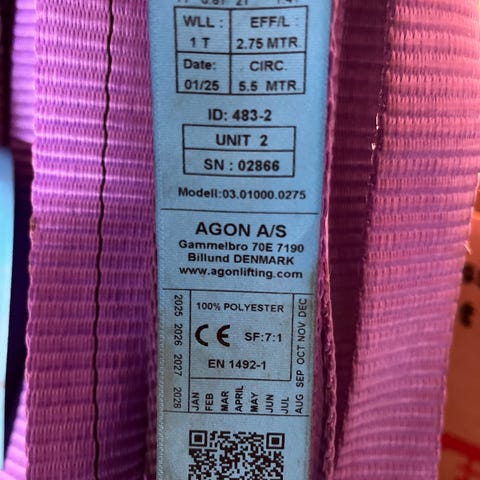 WLL : EFF/L :
1 T 2.75 MTR.
Date: CIRC.
01/25 5.5 MTR.
ID: 483-2
UNIT 2
SN : 02866
Modell:03.01000.0275
AGON A/S
Gammelbro 70E 7190
Billund DENMARK
www.agonlifting.com
2025 2026 2027 2028
100% POLYESTER
CE SF:7:1
EN 1492-1
JAN FEB MAR APRIL MAY JUN JUL AUG SEP OCT NOV DEC